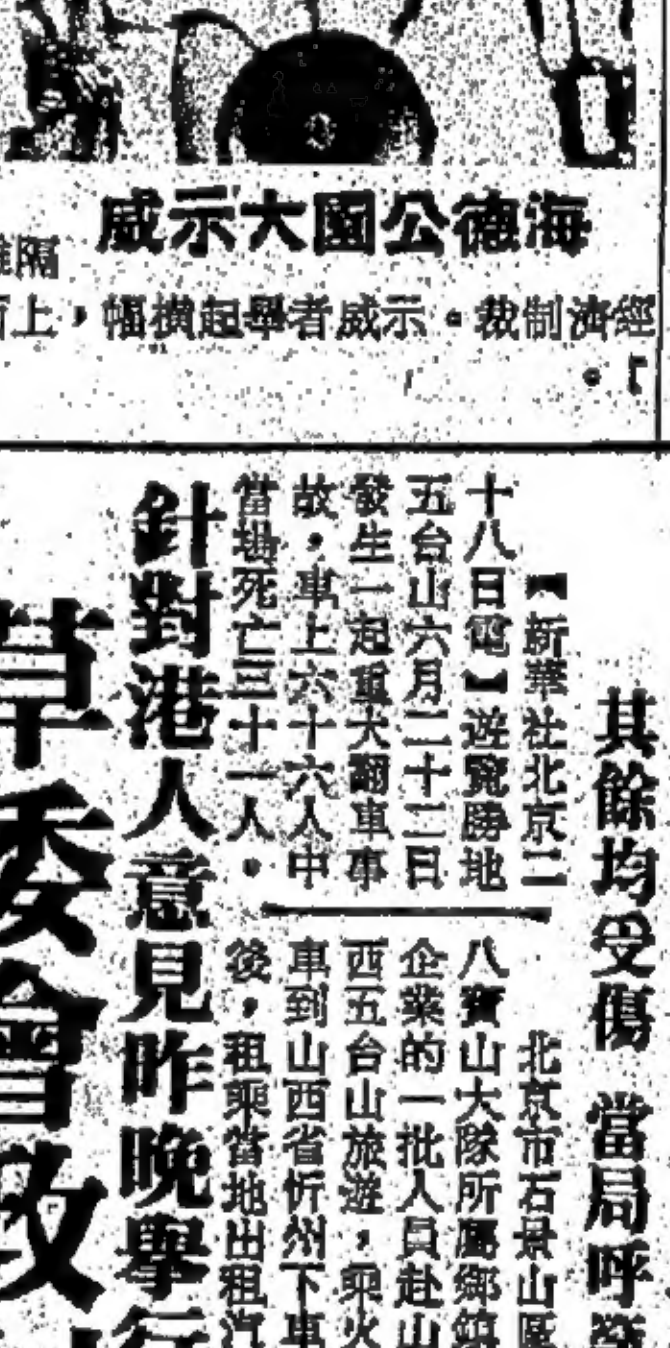 海德公園大示威
隔
經濟制裁。示威者舉起橫幅，上
其餘均受傷 當局呼
【新華社北京二
十八日電】遊覽勝地
五台山六月二十二日
發生一起重大翻車事
故，車上六十六人中
當場死亡三十一人。
北京市石景山區
八寶山大隊所屬鄉鎮
企業的一批人員赴山
西五台山旅遊，乘火
車到山西省忻州下車
後，租乘當地出租汽
針對港人意見昨晚舉行
草委會政